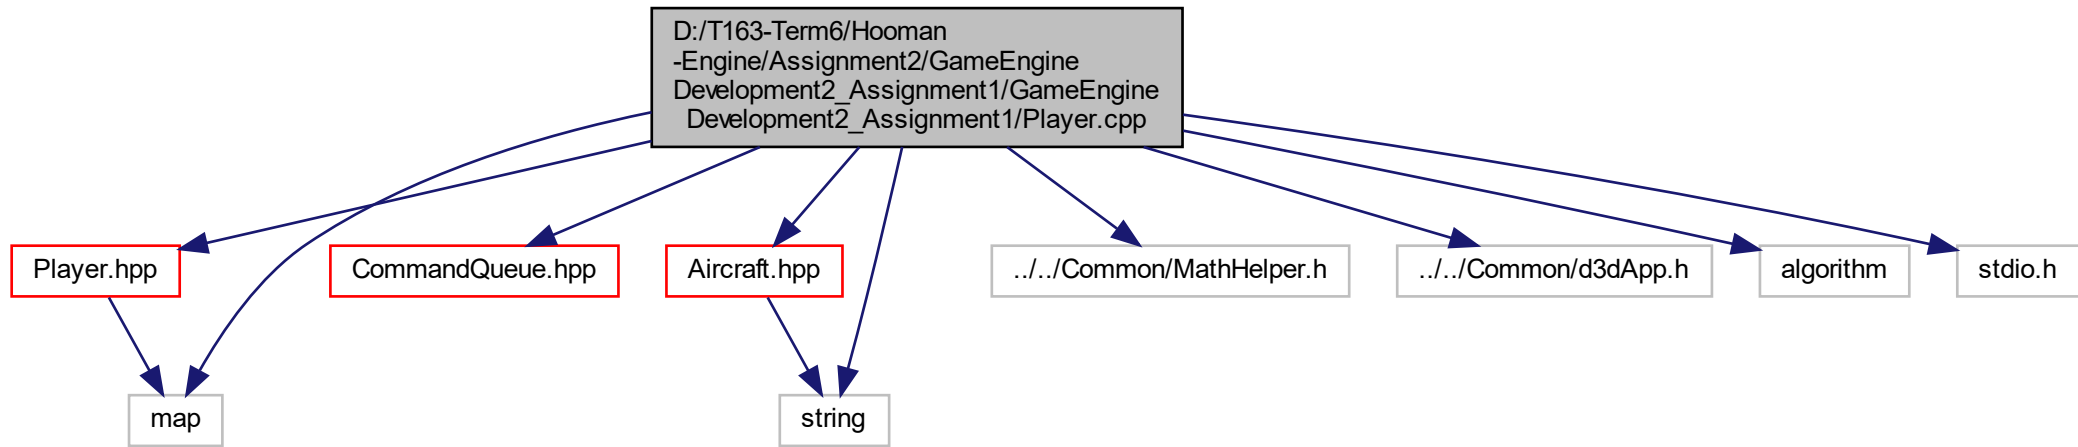 D:/T163-Term6/Hooman
-Engine/Assignment2/GameEngine
Development2_Assignment1/GameEngine
Development2_Assignment1/Player.cpp
Player.hpp
CommandQueue.hpp
Aircraft.hpp
../../Common/MathHelper.h
../../Common/d3dApp.h
algorithm
stdio.h
map
string